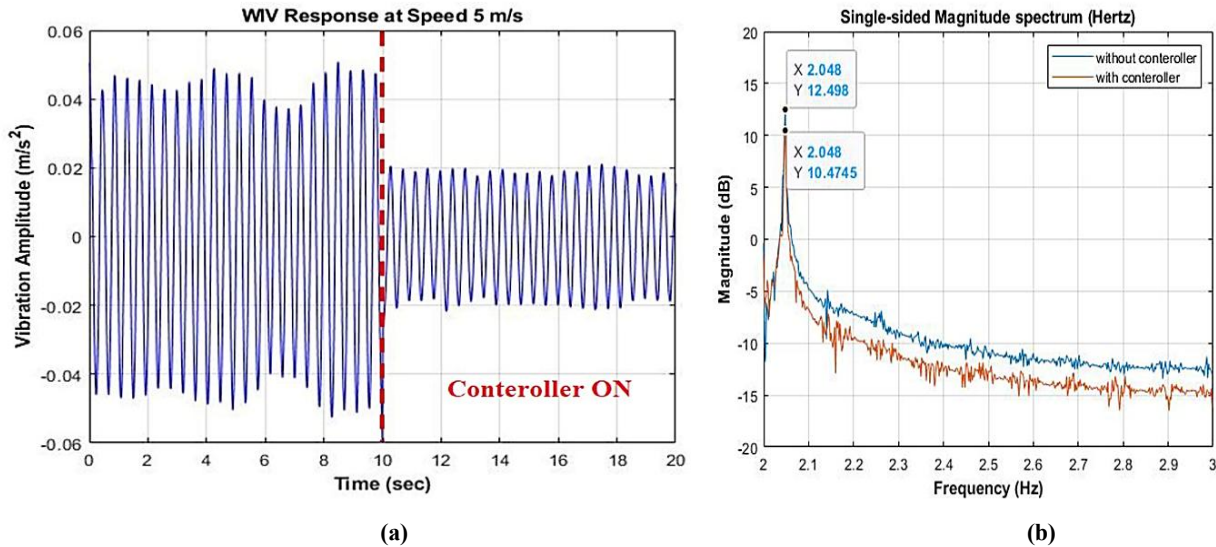 WIV Response at Speed 5 m/s
0.06
0.04
0.02
0
-0.02
-0.04
-0.06
Vibration Amplitude (m/s²)
Conteroller ON
0 2 4 6 8 10 12 14 16 18 20
Time (sec)
(a)
Single-sided Magnitude spectrum (Hertz)
20
15
10
5
0
-5
-10
-15
-20
Magnitude (dB)
without conteroller
with conteroller
X 2.048
Y 12.498
X 2.048
Y 10.4745
2 2.1 2.2 2.3 2.4 2.5 2.6 2.7 2.8 2.9 3
Frequency (Hz)
(b)